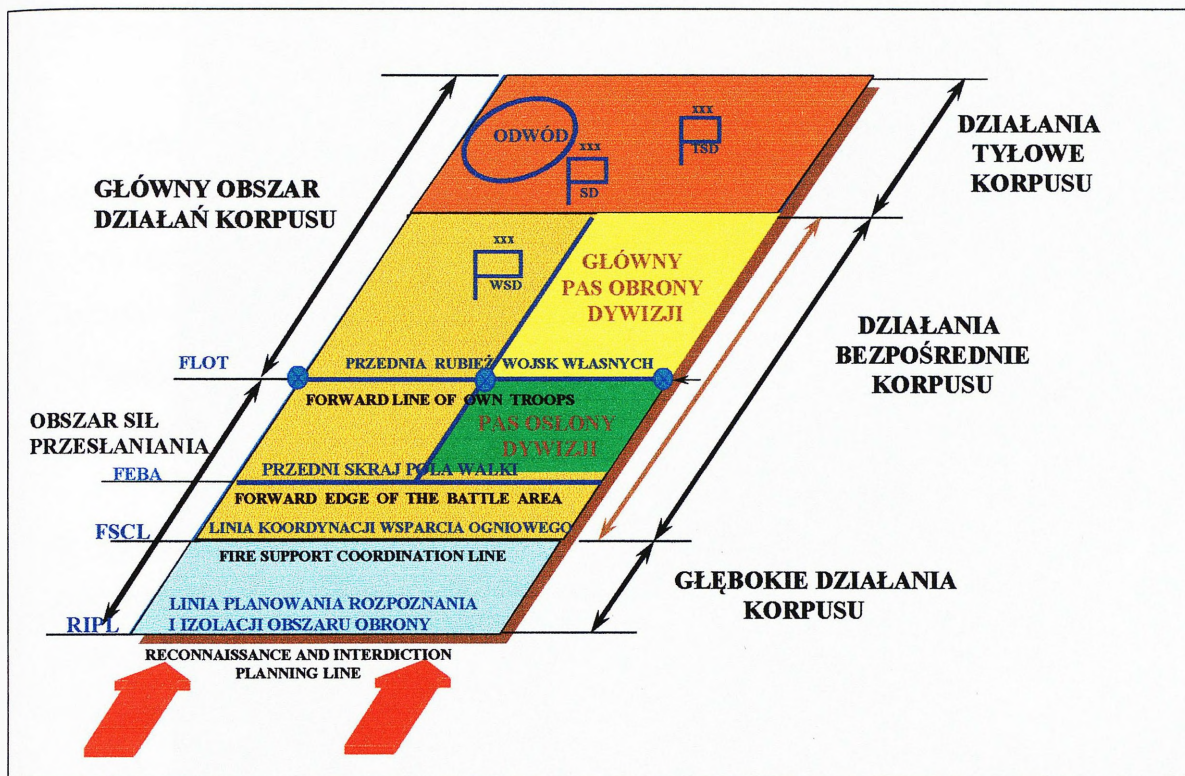 GŁÓWNY OBSZAR
DZIAŁAŃ KORPUSU
ODWÓD
xxx
SD
xxx
TSD
DZIAŁANIA
TYŁOWE
KORPUSU
xxx
WSD
GŁÓWNY
PAS OBRONY
DYWIZJI
DZIAŁANIA
BEZPOŚREDNIE
KORPUSU
FLOT
PRZEDNIA RUBIEŻ WOJSK WŁASNYCH
FORWARD LINE OF OWN TROOPS
OBSZAR SIŁ
PRZESŁANIANIA
PAS OSŁONY
DYWIZJI
FEBA
PRZEDNI SKRAJ POLA WALKI
FORWARD EDGE OF THE BATTLE AREA
FSCL
LINIA KOORDYNACJI WSPARCIA OGNIOWEGO
FIRE SUPPORT COORDINATION LINE
GŁĘBOKIE DZIAŁANIA
KORPUSU
RIPL
LINIA PLANOWANIA ROZPOZNANIA
I IZOLACJI OBSZARU OBRONY
RECONNAISSANCE AND INTERDICTION
PLANNING LINE